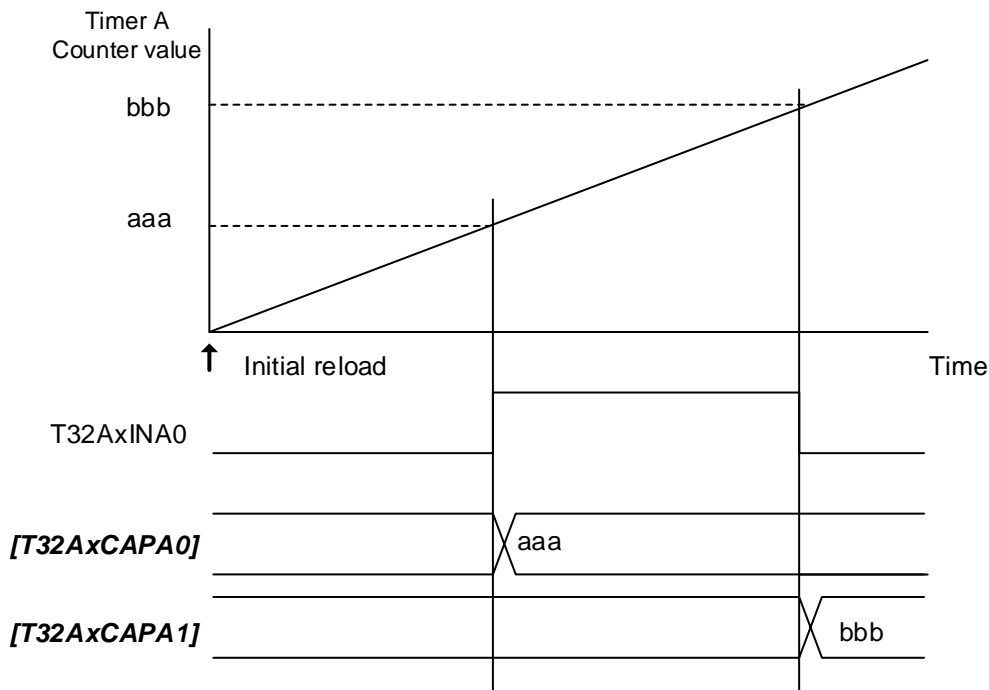 Timer A
Counter value
bbb
aaa
Initial reload
Time
T32AxINA0
[T32AxCAPA0]
aaa
[T32AxCAPA1]
bbb